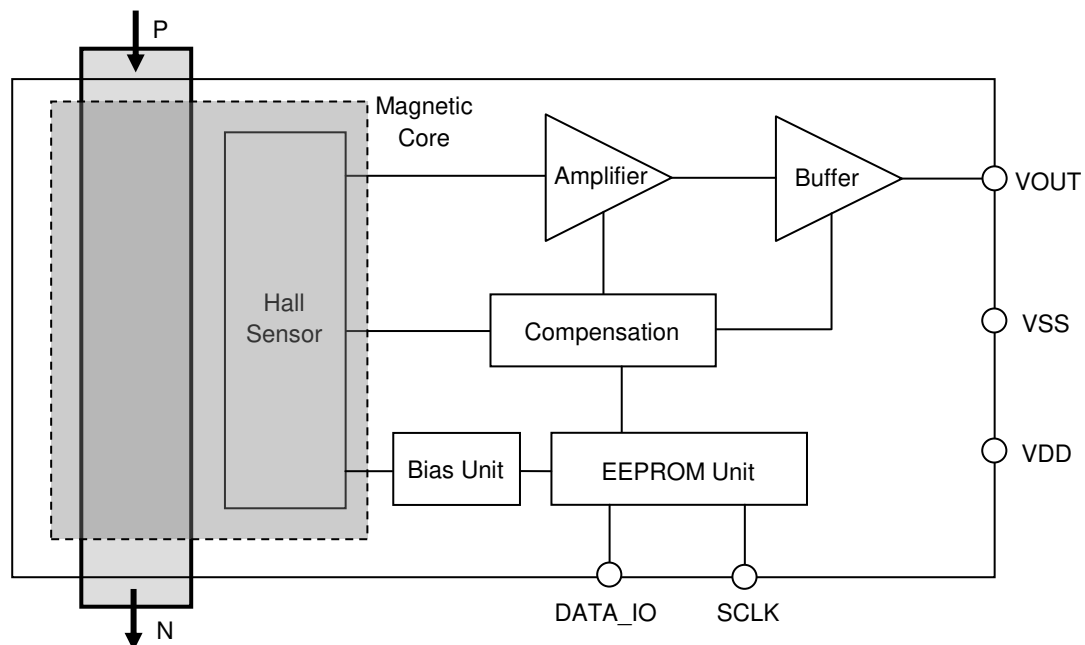 P
Magnetic
Core
Amplifier
Buffer
VOUT
Hall
Sensor
Compensation
VSS
Bias Unit
EEPROM Unit
VDD
DATA_IO
SCLK
N